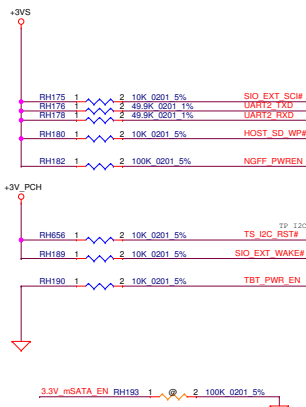 +3VS
RH175 1 2 10K_0201_5% SIO_EXT_SCI#
RH176 1 2 49.9K_0201_1% UART2_TXD
RH178 1 2 49.9K_0201_1% UART2_RXD
RH180 1 2 10K_0201_5% HOST_SD_WP#
RH182 1 2 100K_0201_5% NGFF_PWREN
+3V_PCH
TP I2C
RH656 1 2 10K_0201_5% TS_I2C_RST#
RH189 1 2 10K_0201_5% SIO_EXT_WAKE#
RH190 1 2 10K_0201_5% TBT_PWR_EN
3.3V_mSATA_EN RH193 1 @ 2 100K_0201_5%